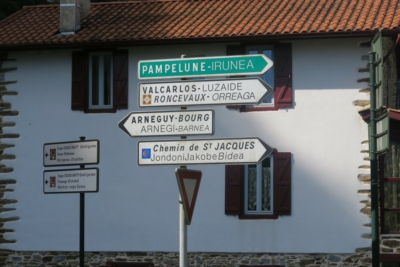 PAMPELUNE-IRUNEA
VALCARLOS-LUZAIDE
RONCEVAUX-ORREAGA
ARNEGUY-BOURG
ARNEGI-BARNEA
Chemin de St JACQUES
JondoniJakobeBidea